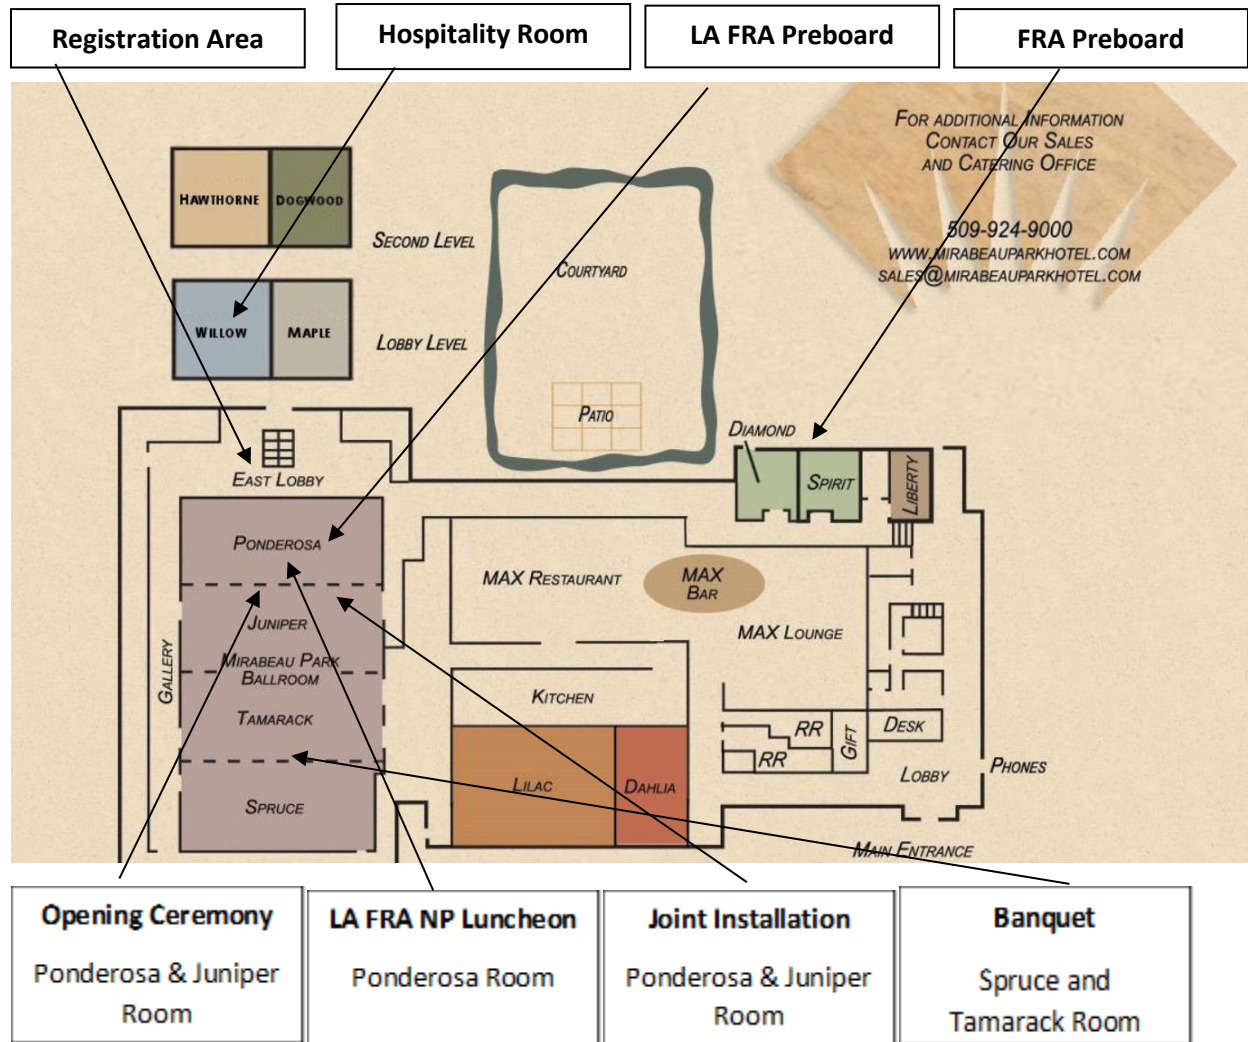 Registration Area
Hospitality Room
LA FRA Preboard
FRA Preboard
FOR ADDITIONAL INFORMATION
CONTACT OUR SALES
AND CATERING OFFICE
509-924-9000
WWW.MIRABEAUPARKHOTEL.COM
SALES@MIRABEAUPARKHOTEL.COM
HAWTHORNE
DOGWOOD
SECOND LEVEL
WILLOW
MAPLE
LOBBY LEVEL
COURTYARD
PATIO
DIAMOND
SPIRIT
LIBERTY
EAST LOBBY
PONDEROSA
JUNIPER
MIRABEAU PARK
BALLROOM
TAMARACK
SPRUCE
GALLERY
MAX RESTAURANT
MAX
BAR
MAX LOUNGE
KITCHEN
LILAC
DAHLIA
RR
RR
GIFT
DESK
LOBBY
PHONES
MAIN ENTRANCE
Opening Ceremony
Ponderosa & Juniper
Room
LA FRA NP Luncheon
Ponderosa Room
Joint Installation
Ponderosa & Juniper
Room
Banquet
Spruce and
Tamarack Room